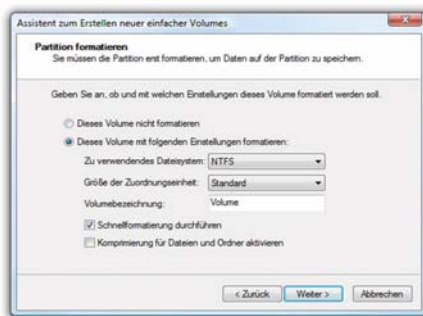 Assistent zum Erstellen neuer einfacher Volumes
Partition formatieren
Sie müssen die Partition erst formatieren, um Daten auf der Partition zu speichern.
Geben Sie an, ob und mit welchen Einstellungen dieses Volume formatiert werden soll.
Dieses Volume nicht formatieren
Dieses Volume mit folgenden Einstellungen formatieren:
Zu verwendendes Dateisystem: NTFS
Größe der Zuordnungseinheit: Standard
Volumebezeichnung: Volume
Schnellformatierung durchführen
Komprimierung für Dateien und Ordner aktivieren
< Zurück Weiter > Abbrechen